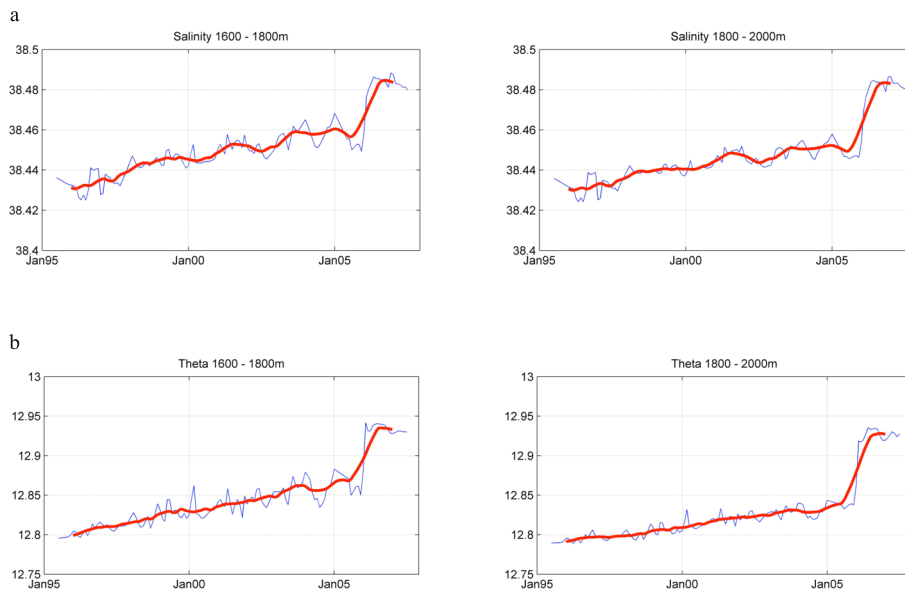 a
Salinity 1600 - 1800m
38.5
38.48
38.46
38.44
38.42
38.4
Jan95 Jan00 Jan05
Salinity 1800 - 2000m
38.5
38.48
38.46
38.44
38.42
38.4
Jan95 Jan00 Jan05
b
Theta 1600 - 1800m
13
12.95
12.9
12.85
12.8
12.75
Jan95 Jan00 Jan05
Theta 1800 - 2000m
13
12.95
12.9
12.85
12.8
12.75
Jan95 Jan00 Jan05